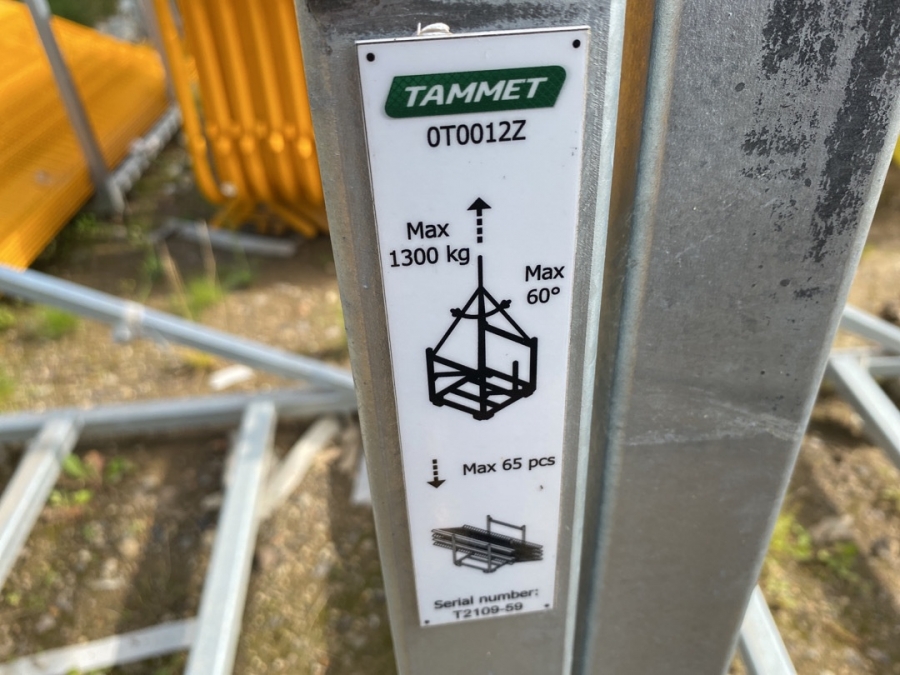 TAMMET
0T0012Z
Max
1300 kg
Max
60°
Max 65 pcs
Serial number:
T2109-59